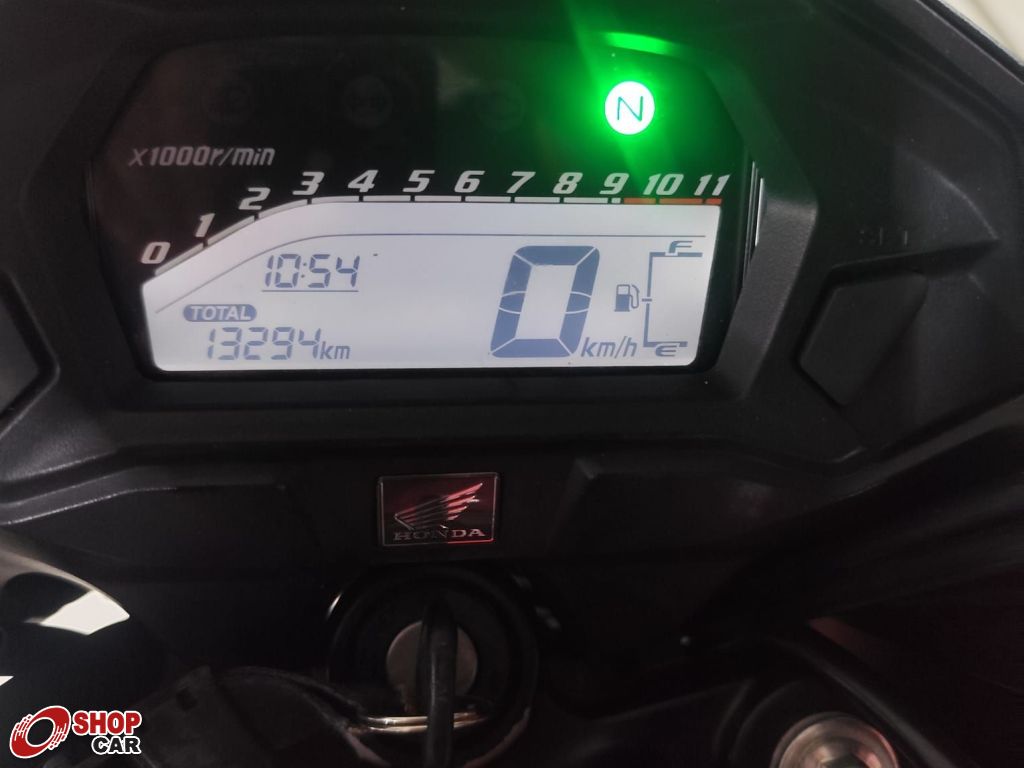 N
x1000r/min
0 1 2 3 4 5 6 7 8 9 10 11
10:54
F
TOTAL
13294km
0 km/h
E
HONDA
SHOP
CAR